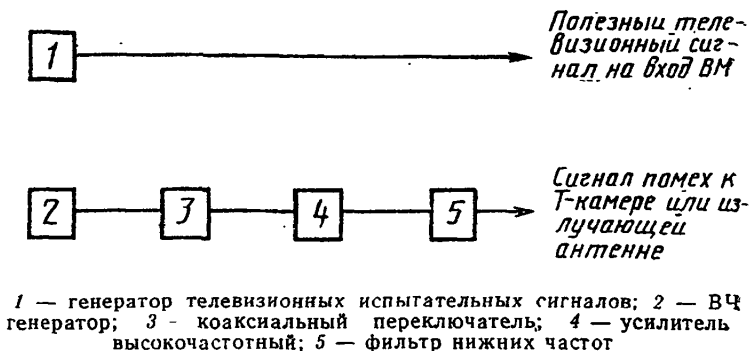 1
Полезный теле-
визионный сиг-
нал на вход ВМ
2
3
4
5
Сигнал помех к
Т-камере или из-
лучающей
антенне
1 — генератор телевизионных испытательных сигналов; 2 — ВЧ
генератор; 3 - коаксиальный переключатель; 4 — усилитель
высокочастотный; 5 — фильтр нижних частот